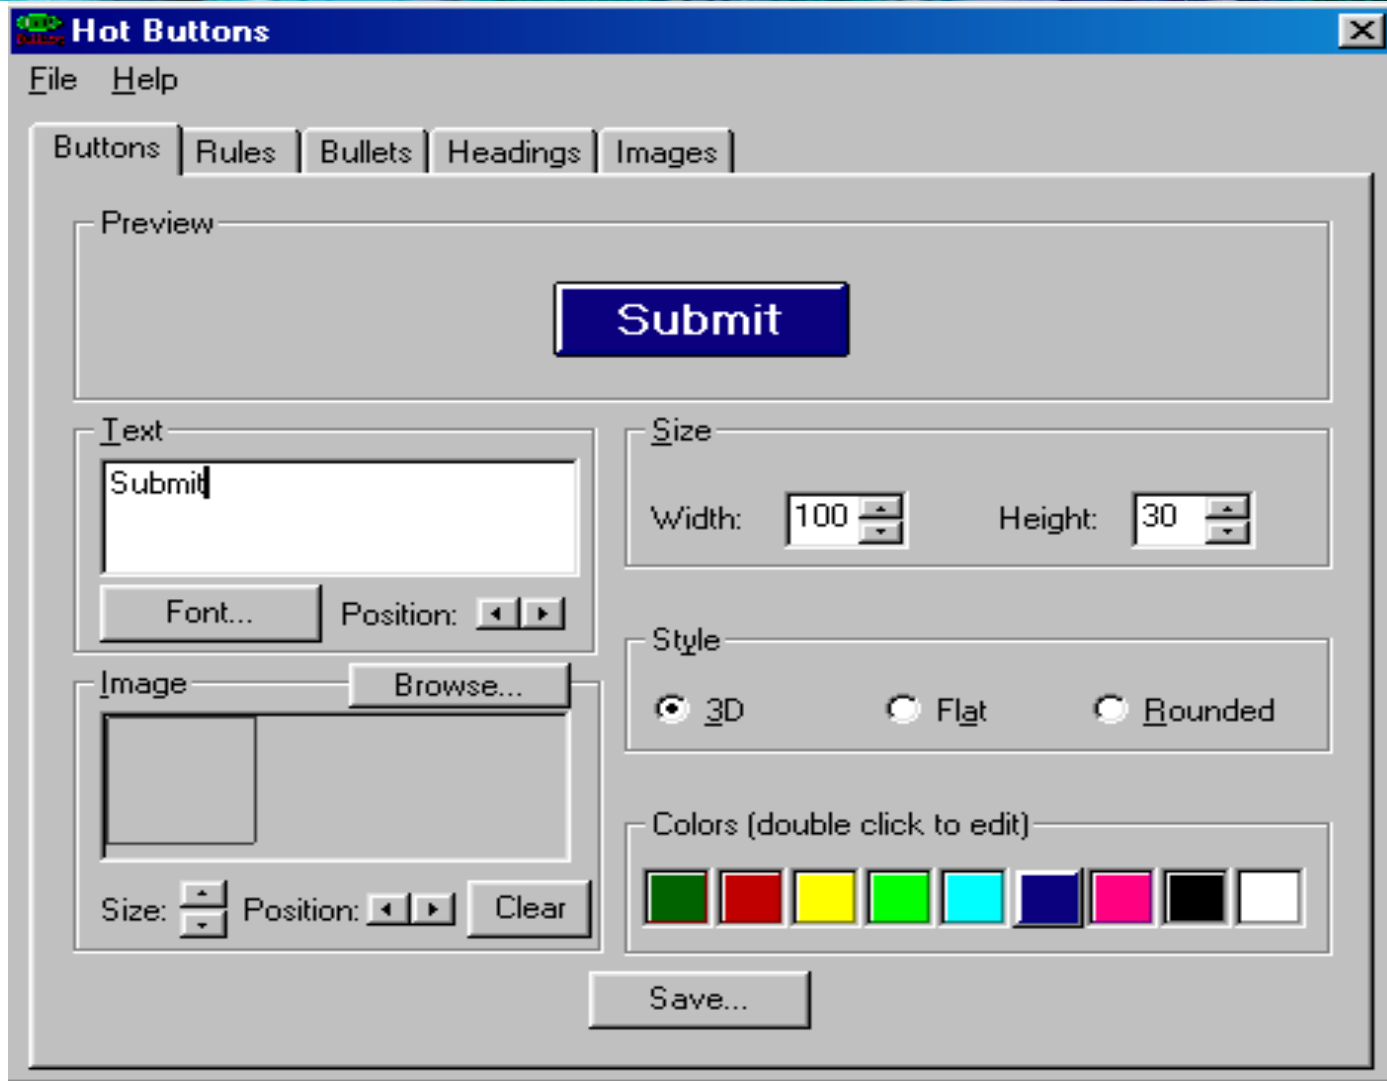 Hot Buttons
File Help
Buttons Rules Bullets Headings Images
Preview
Submit
Text
Submit
Font... Position:
Image Browse...
Size: Position: Clear
Size
Width: 100 Height: 30
Style
3D Flat Rounded
Colors (double click to edit)
Save...